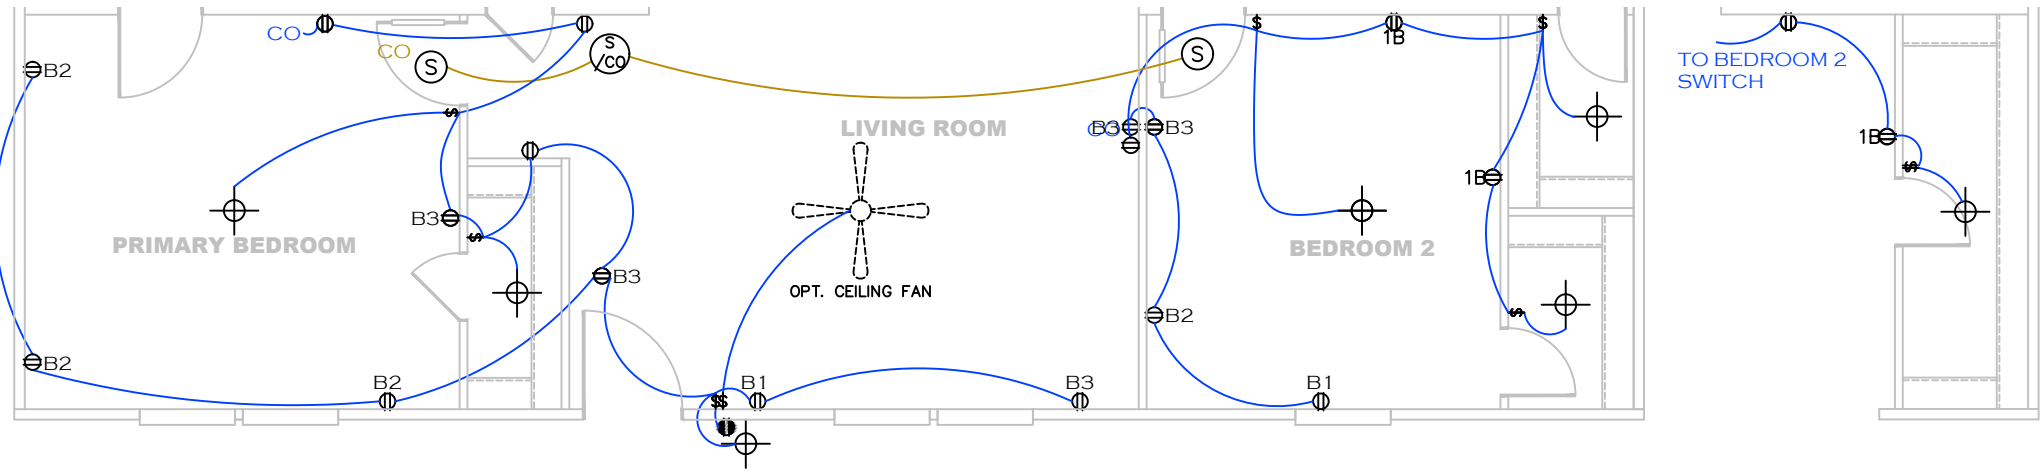 CO
CO
S
S
/CO
S
$
1B
$
B2
$
B3
B3
CO
LIVING ROOM
TO BEDROOM 2
SWITCH
1B
$
B3
$
1B
PRIMARY BEDROOM
BEDROOM 2
B3
OPT. CEILING FAN
B2
$
B2
B2
B1
B3
B1
$$